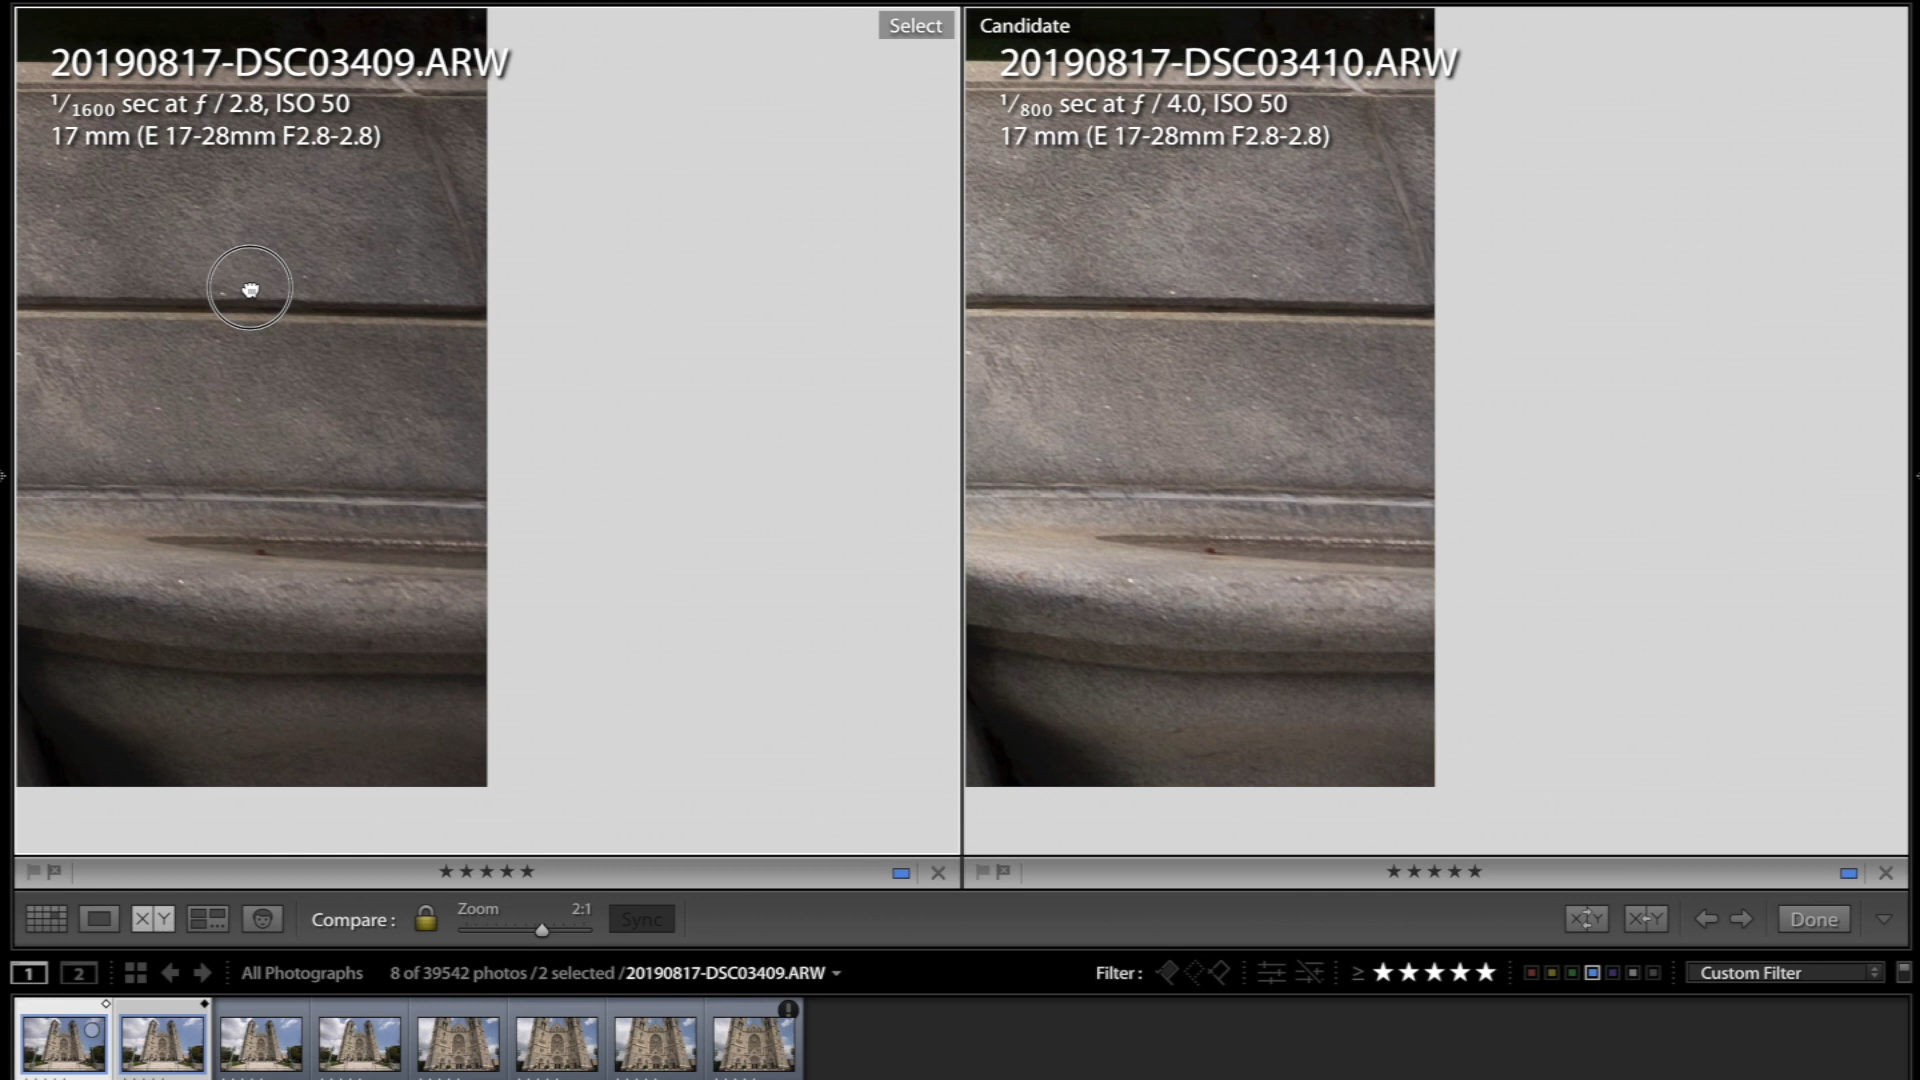 Select
20190817-DSC03409.ARW
1/1600 sec at ƒ / 2.8, ISO 50
17 mm (E 17-28mm F2.8-2.8)
Candidate
20190817-DSC03410.ARW
1/800 sec at ƒ / 4.0, ISO 50
17 mm (E 17-28mm F2.8-2.8)
X Y
Compare :
Zoom 2:1
Sync
X Y
X Y
Done
1 2
All Photographs
8 of 39542 photos / 2 selected / 20190817-DSC03409.ARW
Filter :
≥ ★★★★★
Custom Filter